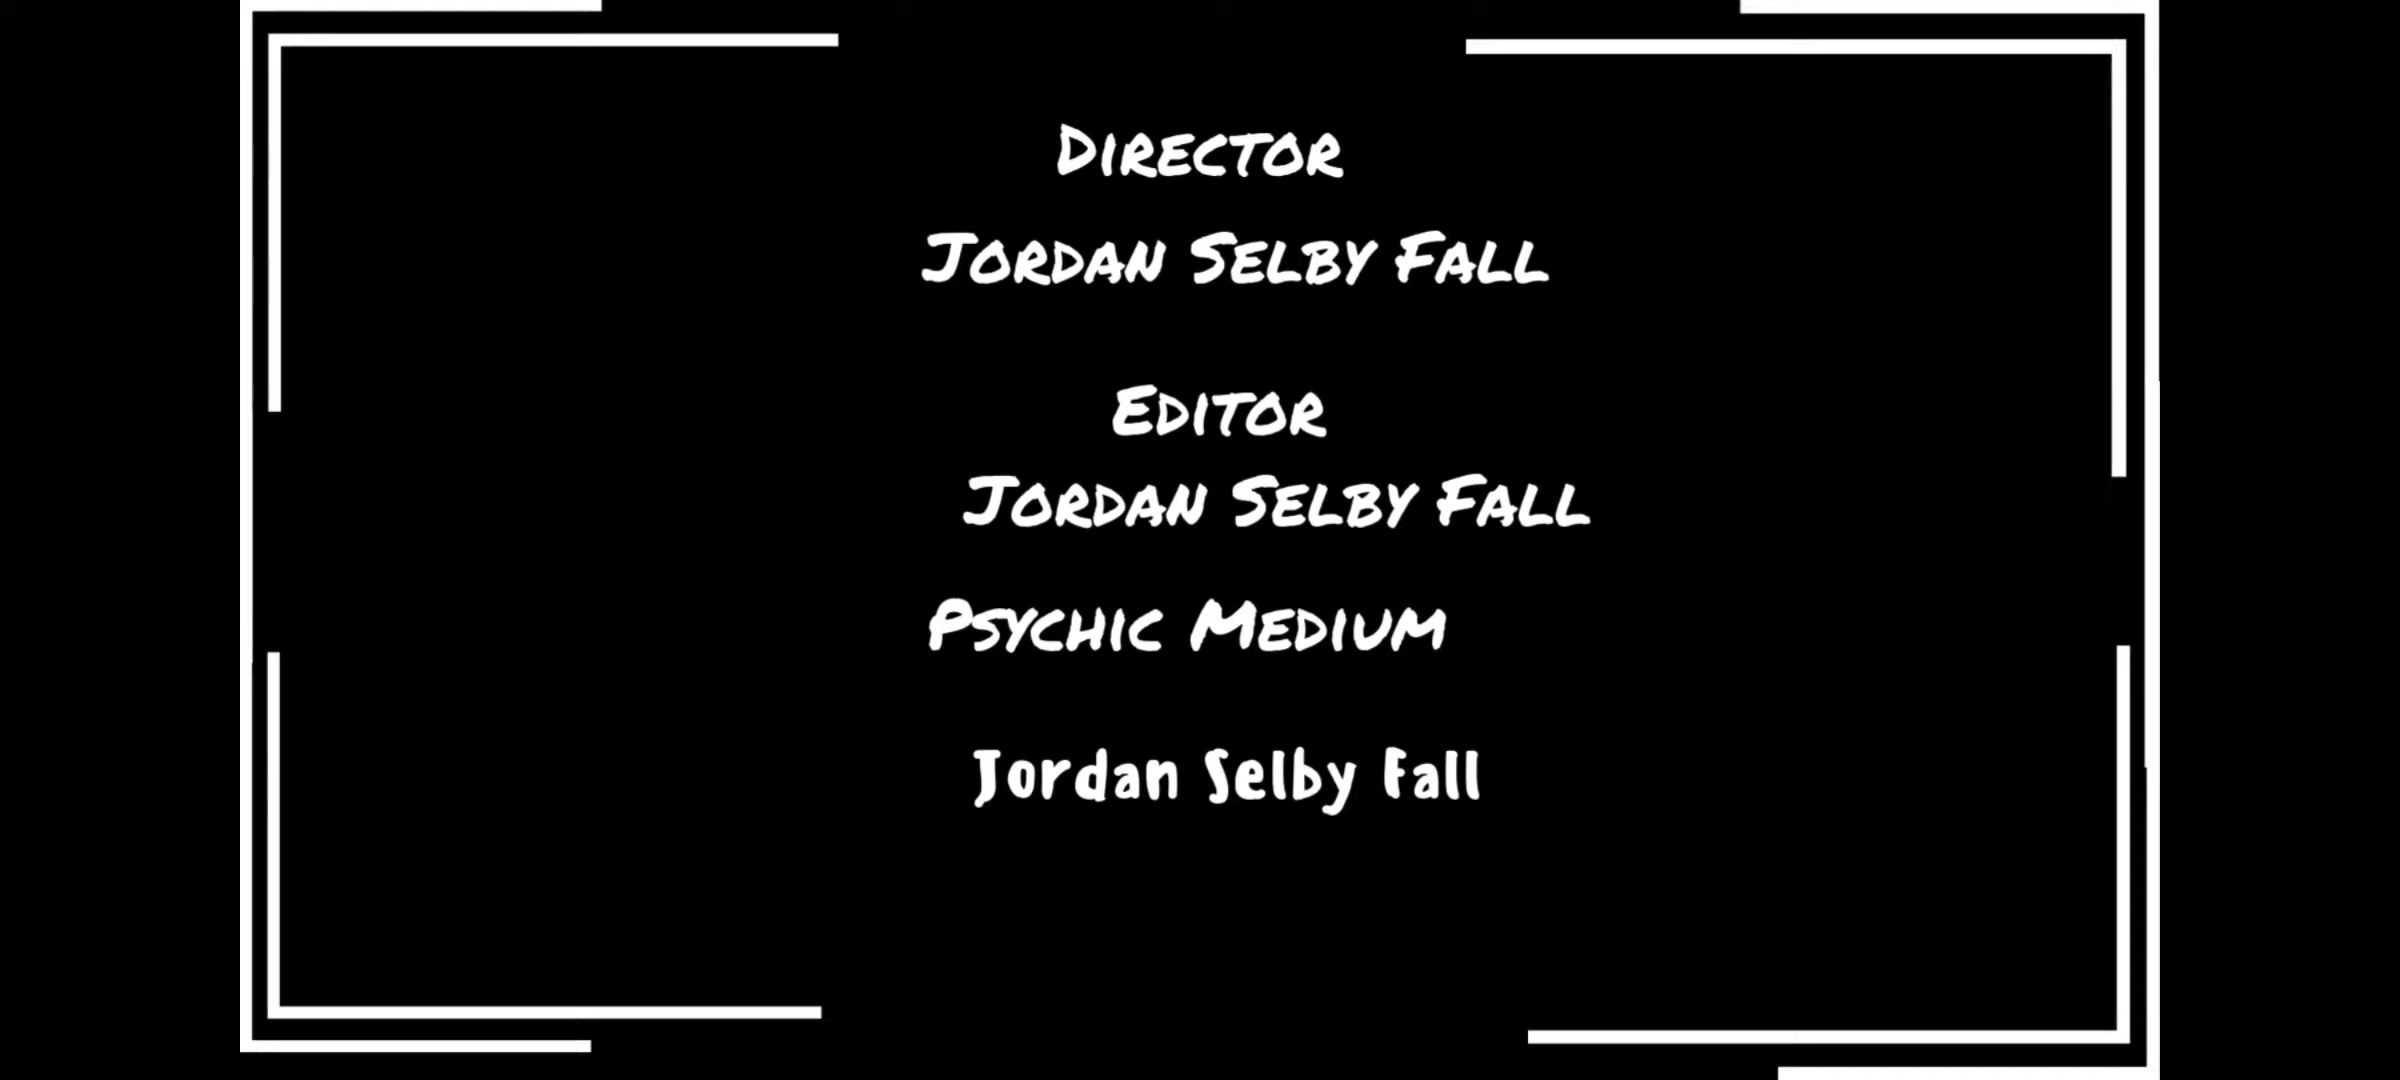 Director
Jordan Selby Fall
Editor
Jordan Selby Fall
Psychic Medium
Jordan Selby Fall